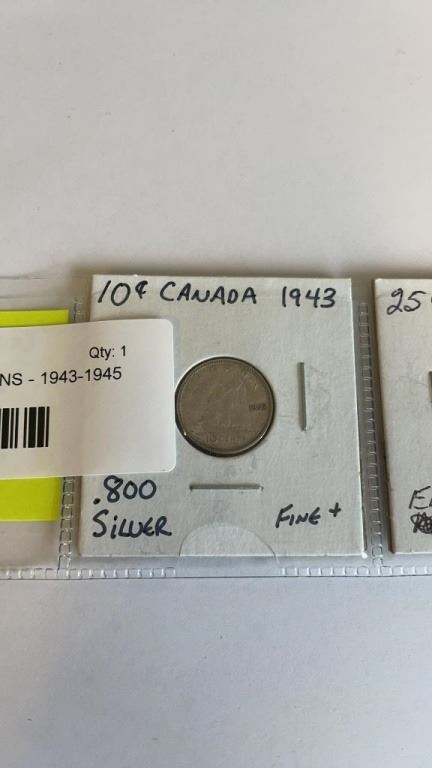 10¢ CANADA 1943
25
Qty: 1
NS - 1943-1945
.800
SILVER
FINE +